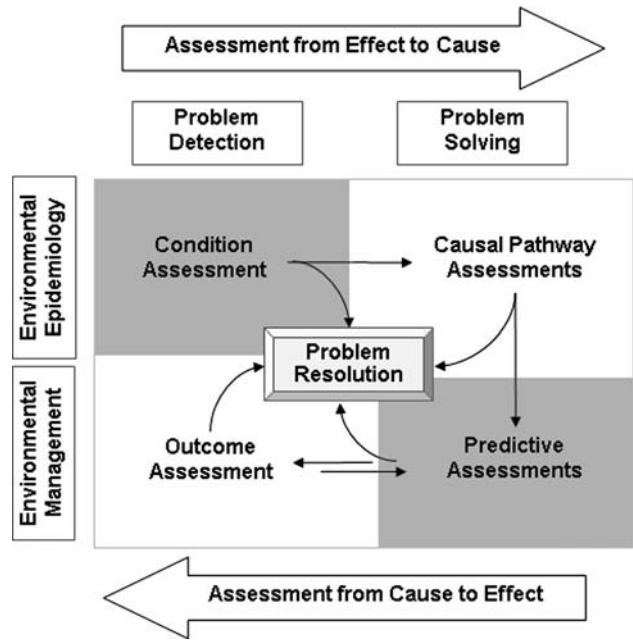 Assessment from Effect to Cause
Problem
Detection
Problem
Solving
Environmental
Epidemiology
Condition
Assessment
Causal Pathway
Assessments
Problem
Resolution
Environmental
Management
Outcome
Assessment
Predictive
Assessments
Assessment from Cause to Effect